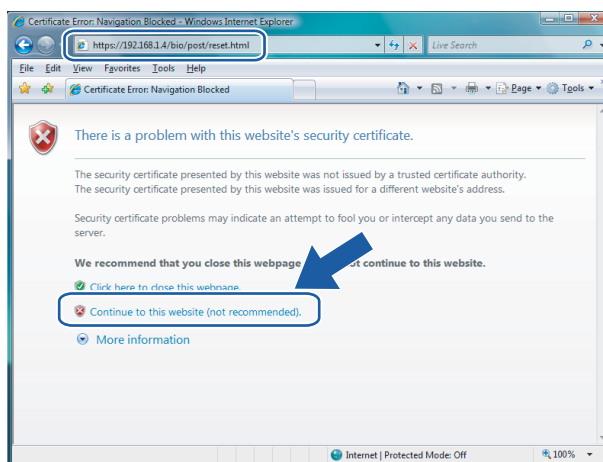 Certificate Error: Navigation Blocked - Windows Internet Explorer
https://192.168.1.4/bio/post/reset.html
Live Search
File Edit View Favorites Tools Help
Certificate Error: Navigation Blocked
Page Tools
There is a problem with this website's security certificate.
The security certificate presented by this website was not issued by a trusted certificate authority.
The security certificate presented by this website was issued for a different website's address.
Security certificate problems may indicate an attempt to fool you or intercept any data you send to the
server.
We recommend that you close this webpage continue to this website.
Click here to close this webpage.
Continue to this website (not recommended).
More information
Internet | Protected Mode: Off 100%